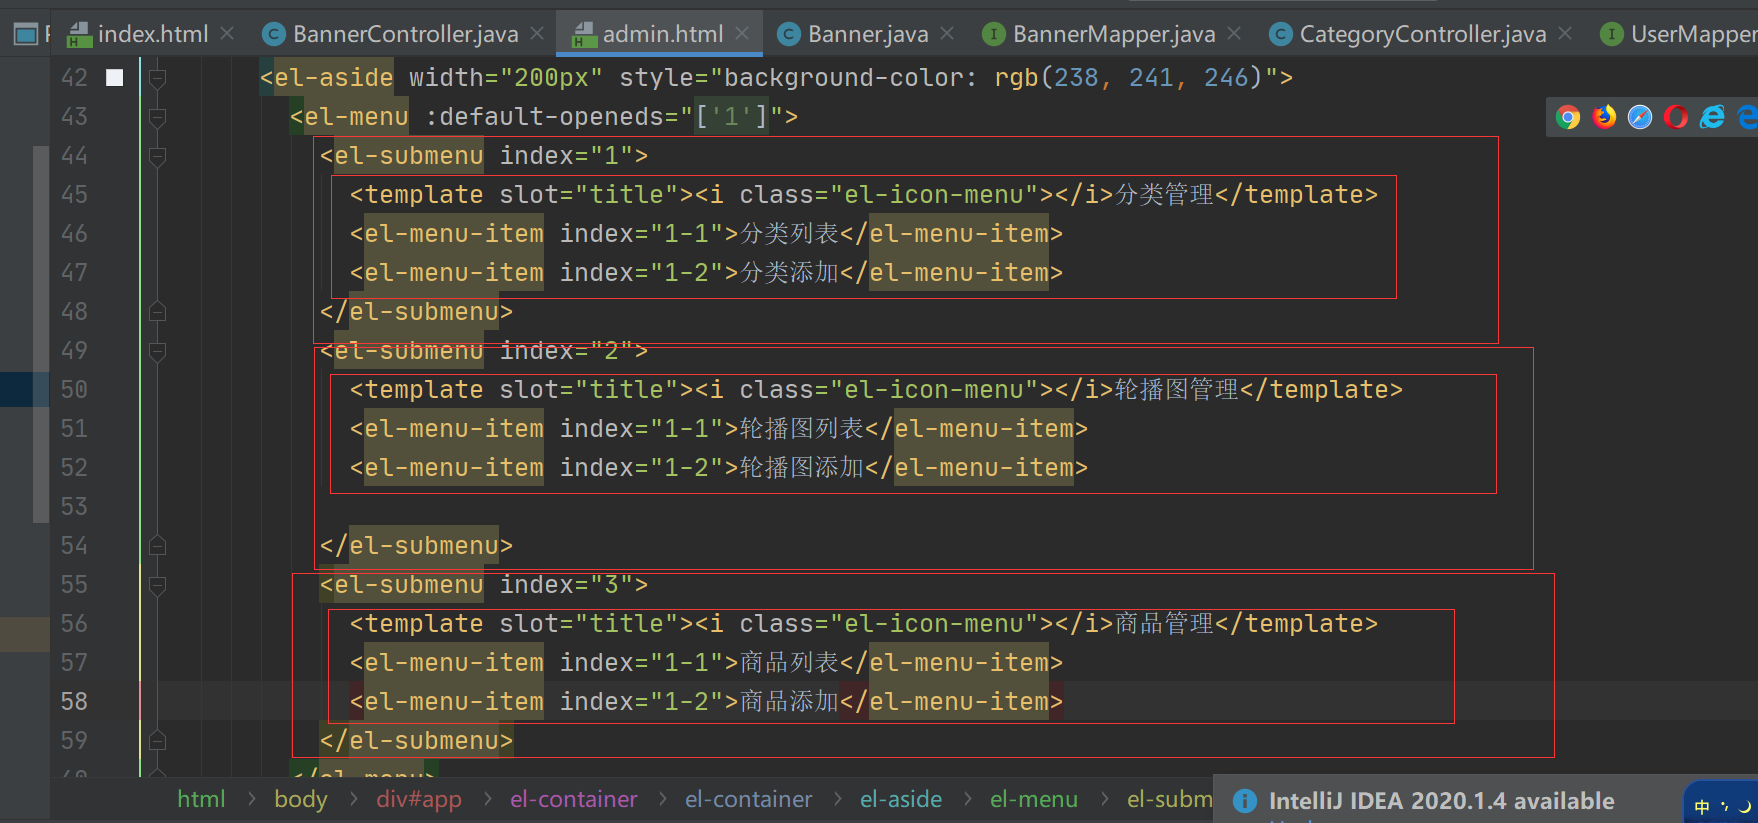 index.html BannerController.java admin.html Banner.java BannerMapper.java CategoryController.java UserMapper
42 <el-aside width="200px" style="background-color: rgb(238, 241, 246)">
43 <el-menu :default-openeds="['1']">
44 <el-submenu index="1">
45 <template slot="title"><i class="el-icon-menu"></i>分类管理</template>
46 <el-menu-item index="1-1">分类列表</el-menu-item>
47 <el-menu-item index="1-2">分类添加</el-menu-item>
48 </el-submenu>
49 <el-submenu index="2">
50 <template slot="title"><i class="el-icon-menu"></i>轮播图管理</template>
51 <el-menu-item index="1-1">轮播图列表</el-menu-item>
52 <el-menu-item index="1-2">轮播图添加</el-menu-item>
53
54 </el-submenu>
55 <el-submenu index="3">
56 <template slot="title"><i class="el-icon-menu"></i>商品管理</template>
57 <el-menu-item index="1-1">商品列表</el-menu-item>
58 <el-menu-item index="1-2">商品添加</el-menu-item>
59 </el-submenu>
60 </el-menu>
html body div#app el-container el-container el-aside el-menu el-subm
IntelliJ IDEA 2020.1.4 available
中